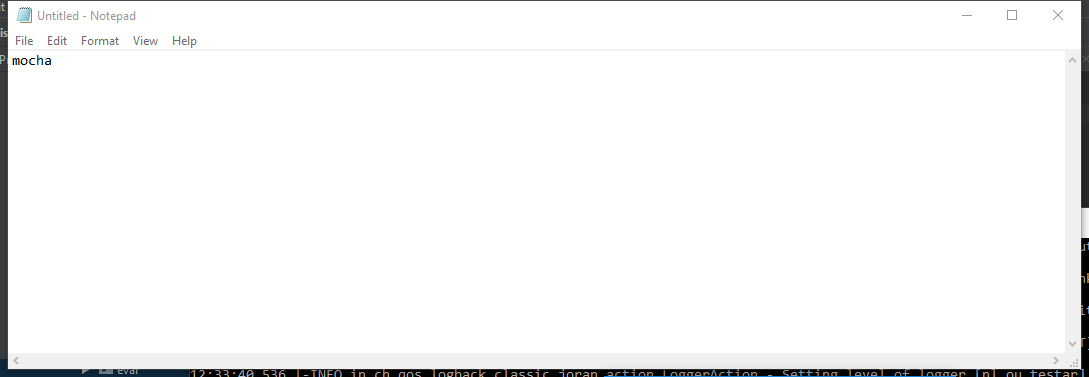 Untitled - Notepad
File Edit Format View Help
mocha
eval
12:33:40,536 |-INFO in ch.qos.logback.classic.joran.action.LoggerAction - Setting level of logger [nl.ou.testar